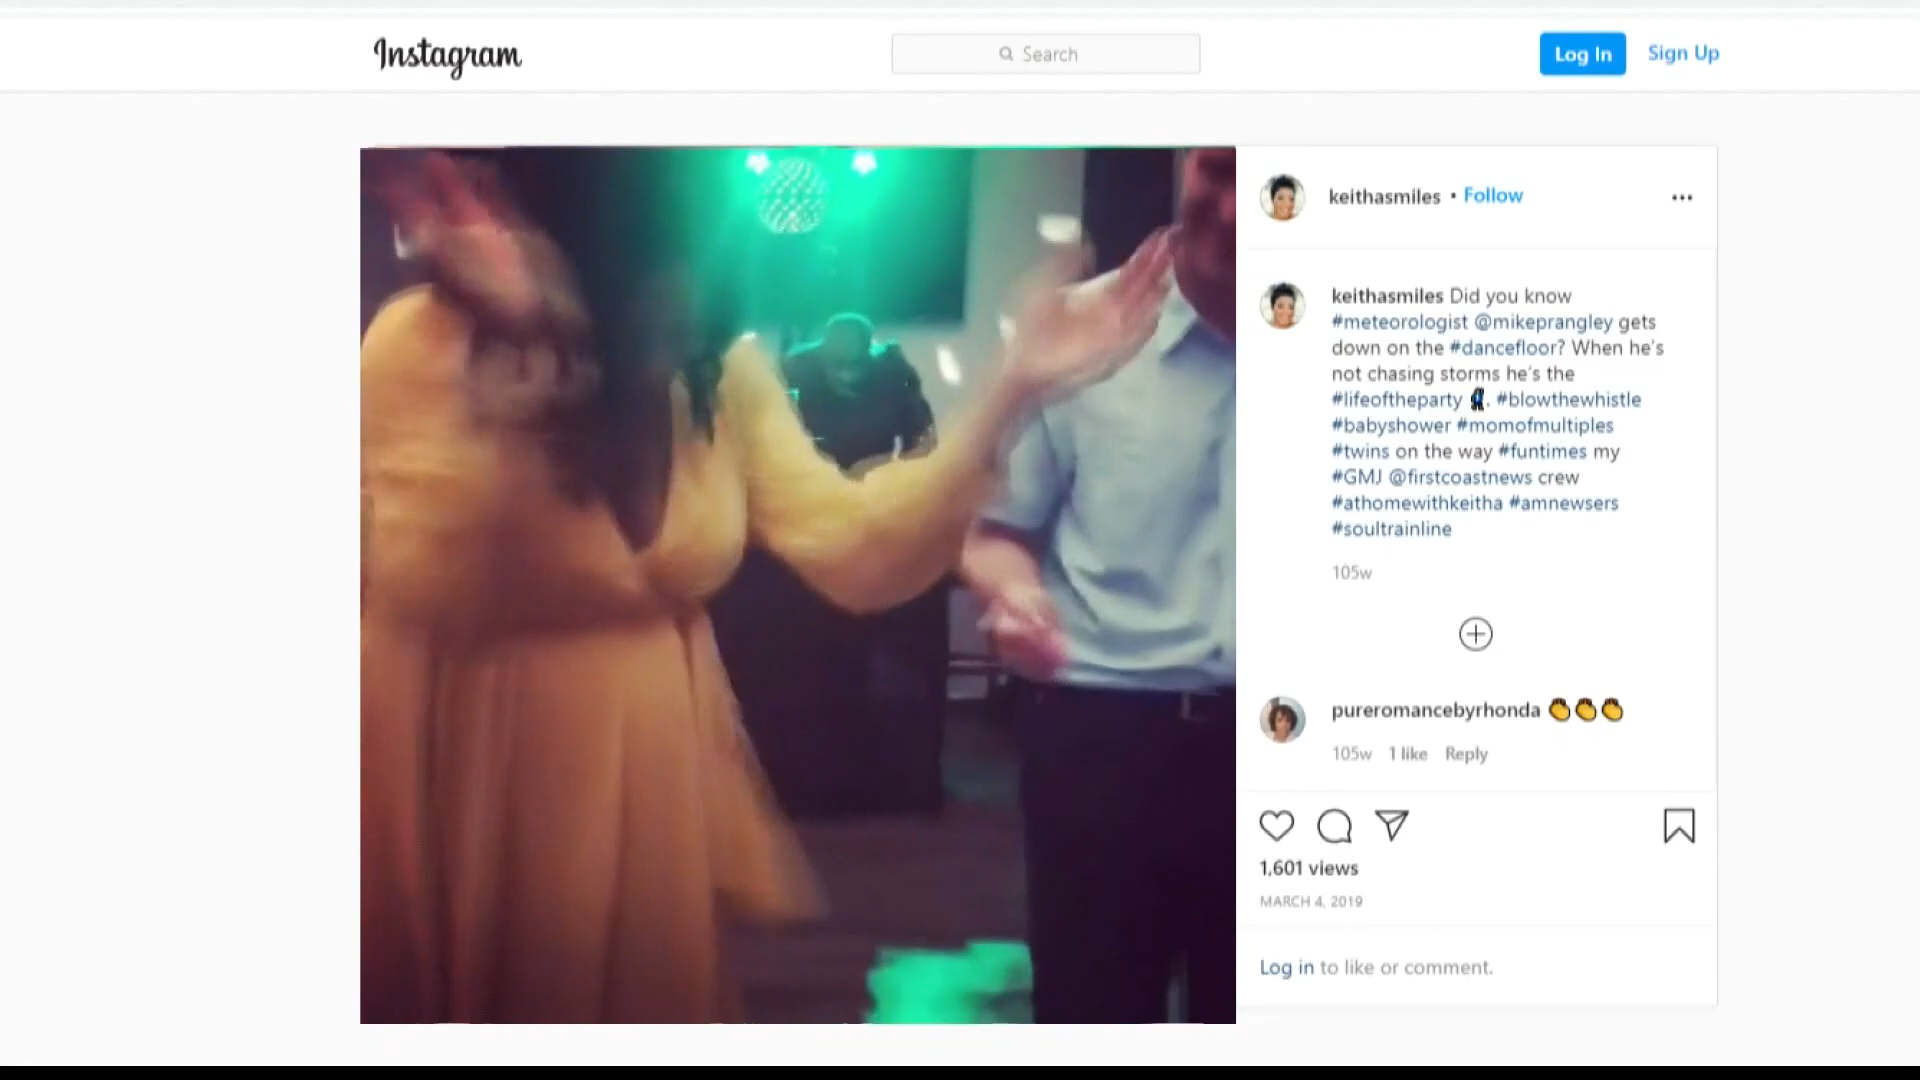 Instagram
Search
Log In
Sign Up
keithasmiles • Follow
keithasmiles Did you know
#meteorologist @mikeprangley gets
down on the #dancefloor? When he's
not chasing storms he's the
#lifeoftheparty 🕺. #blowthewhistle
#babyshower #momofmultiples
#twins on the way #funtimes my
#GMJ @firstcoastnews crew
#athomewithkeitha #amnewsers
#soultrainline
105w
pureromancebyrhonda 👏👏👏
105w 1 like Reply
1,601 views
MARCH 4, 2019
Log in to like or comment.